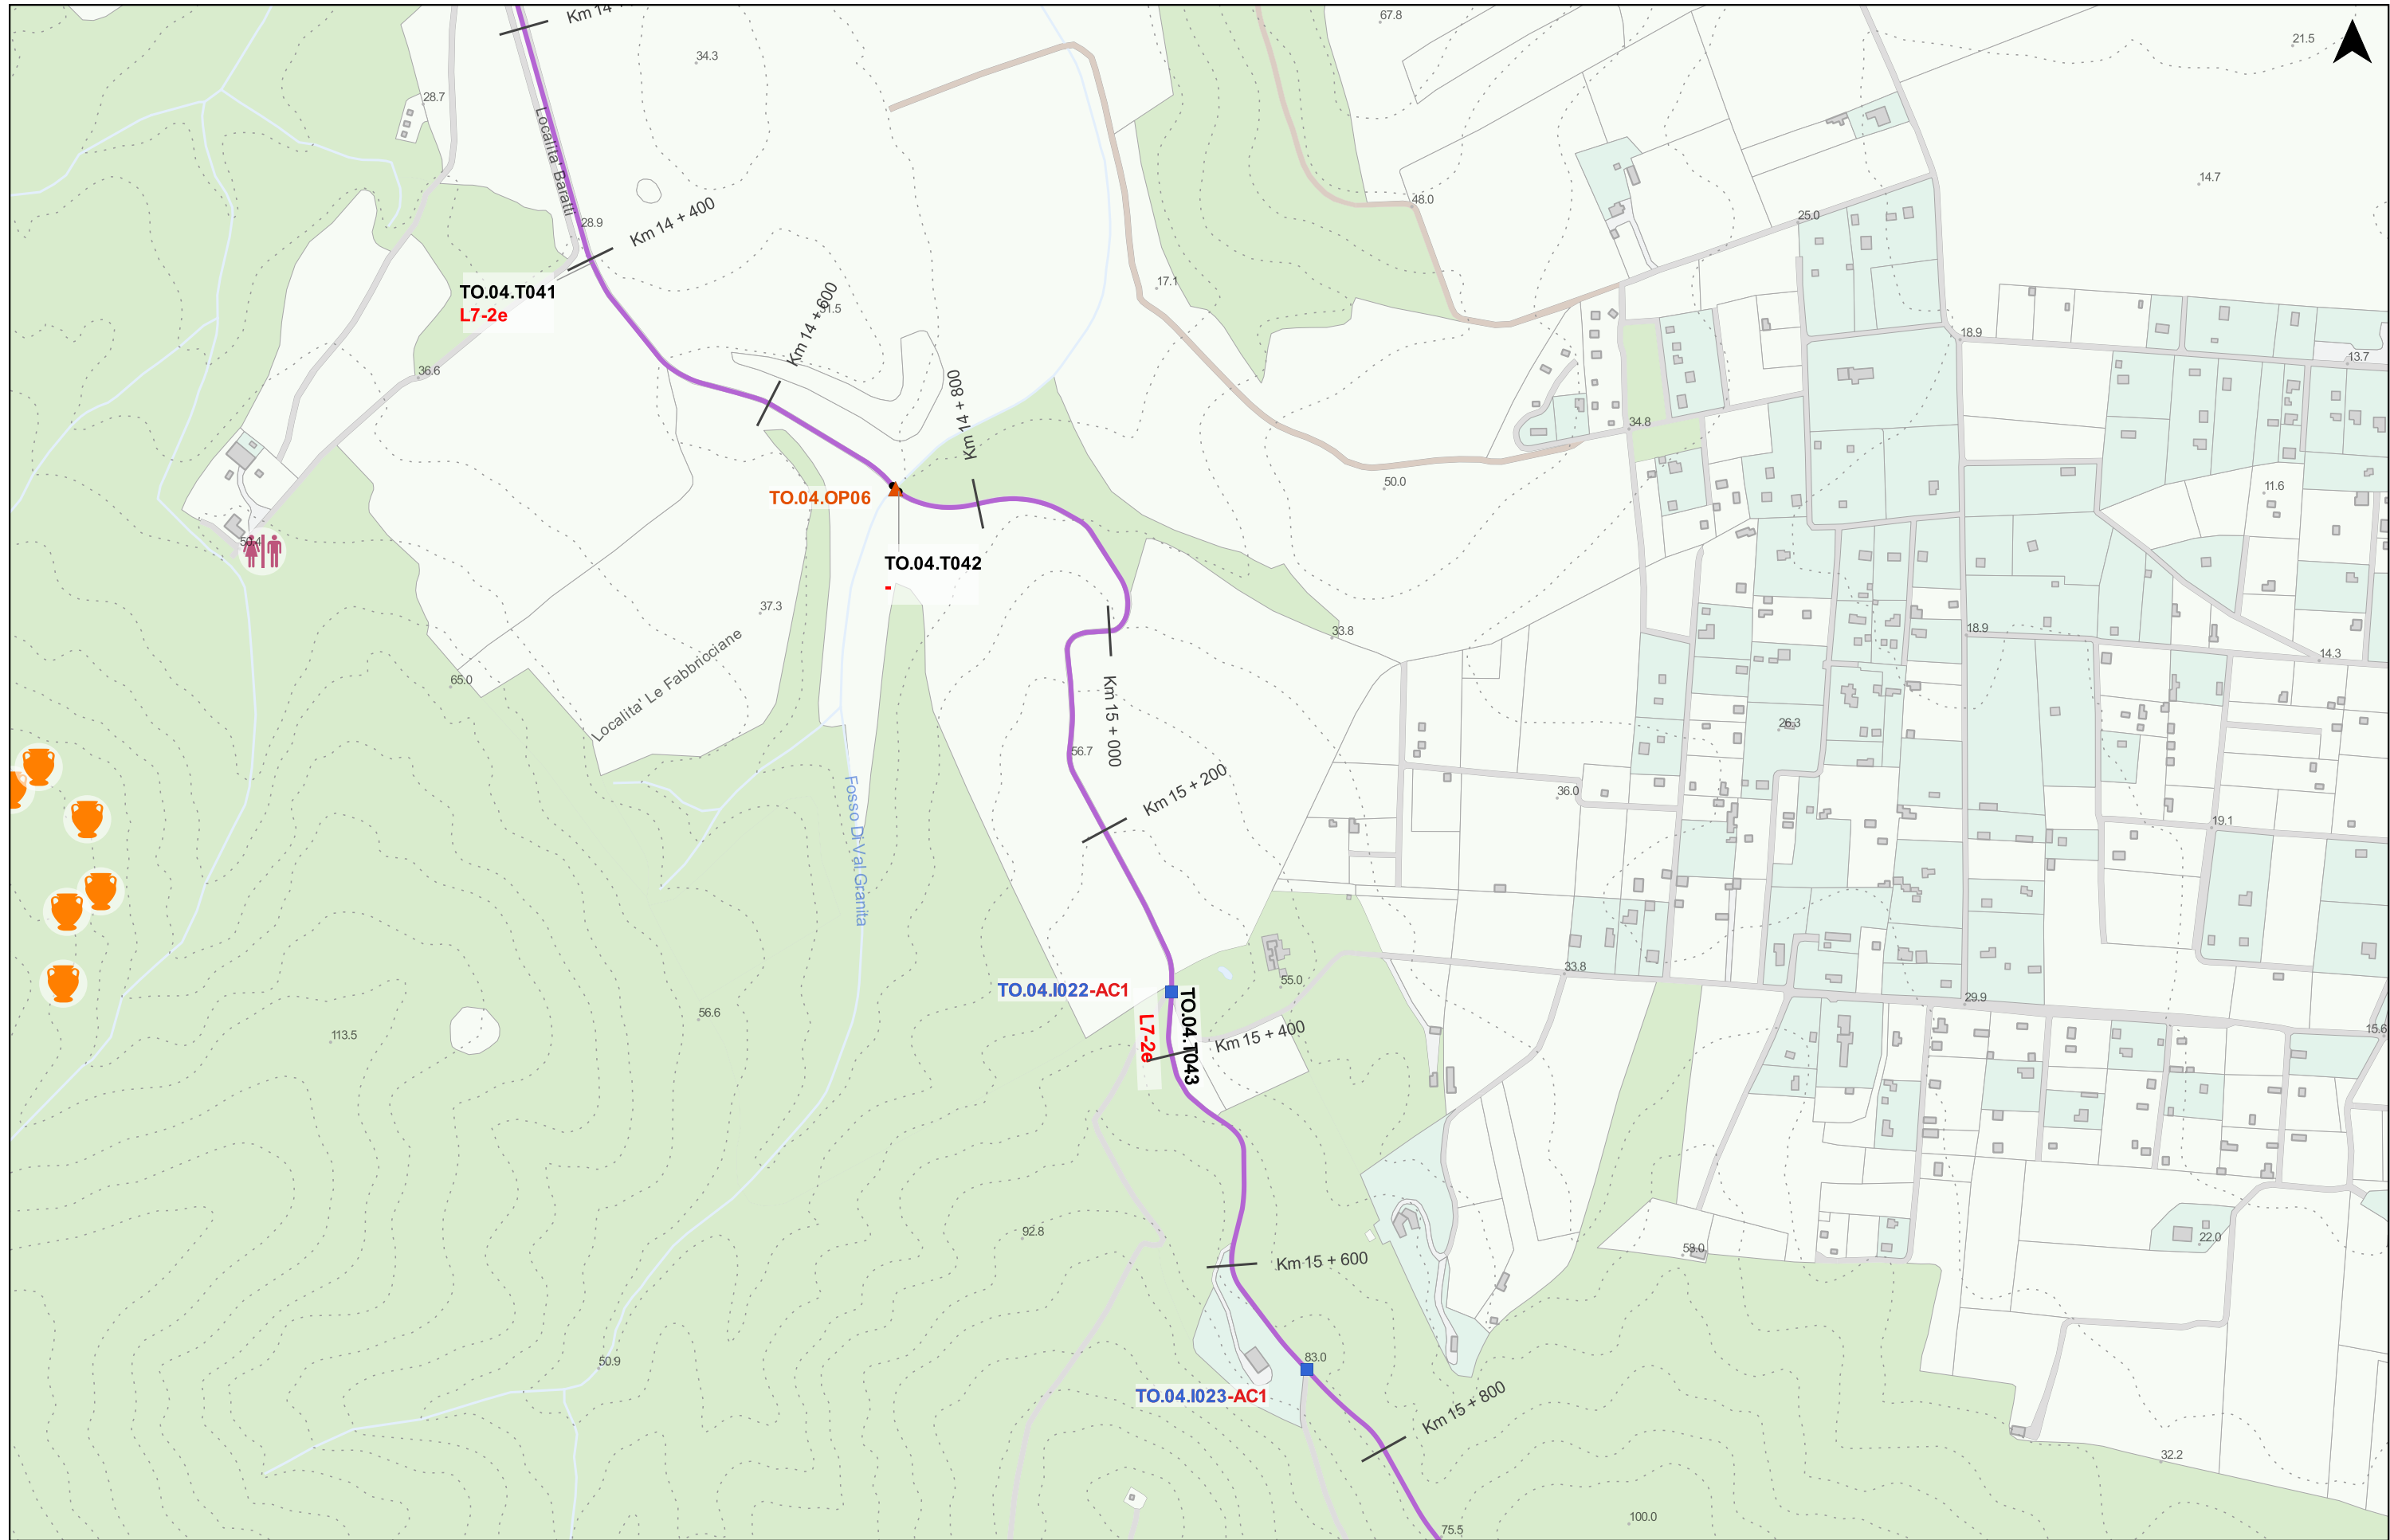 Km 14
67.8
21.5
34.3
28.7
Localita' Baratti
14.7
28.9
Km 14 + 400
48.0
25.0
TO.04.T041
L7-2e
17.1
Km 14 + 600
31.5
18.9
13.7
36.6
Km 14 + 800
34.8
50.0
11.6
TO.04.OP06
50.4
TO.04.T042
-
37.3
33.8
18.9
14.3
Localita' Le Fabbricciane
65.0
Km 15 + 000
26.3
56.7
Km 15 + 200
36.0
Fosso Di Val Granita
19.1
TO.04.I022-AC1
55.0
33.8
29.9
TO.04.T043
L7-2e
Km 15 + 400
56.6
113.5
15.6
92.8
Km 15 + 600
58.0
22.0
50.9
83.0
TO.04.I023-AC1
Km 15 + 800
32.2
100.0
75.5